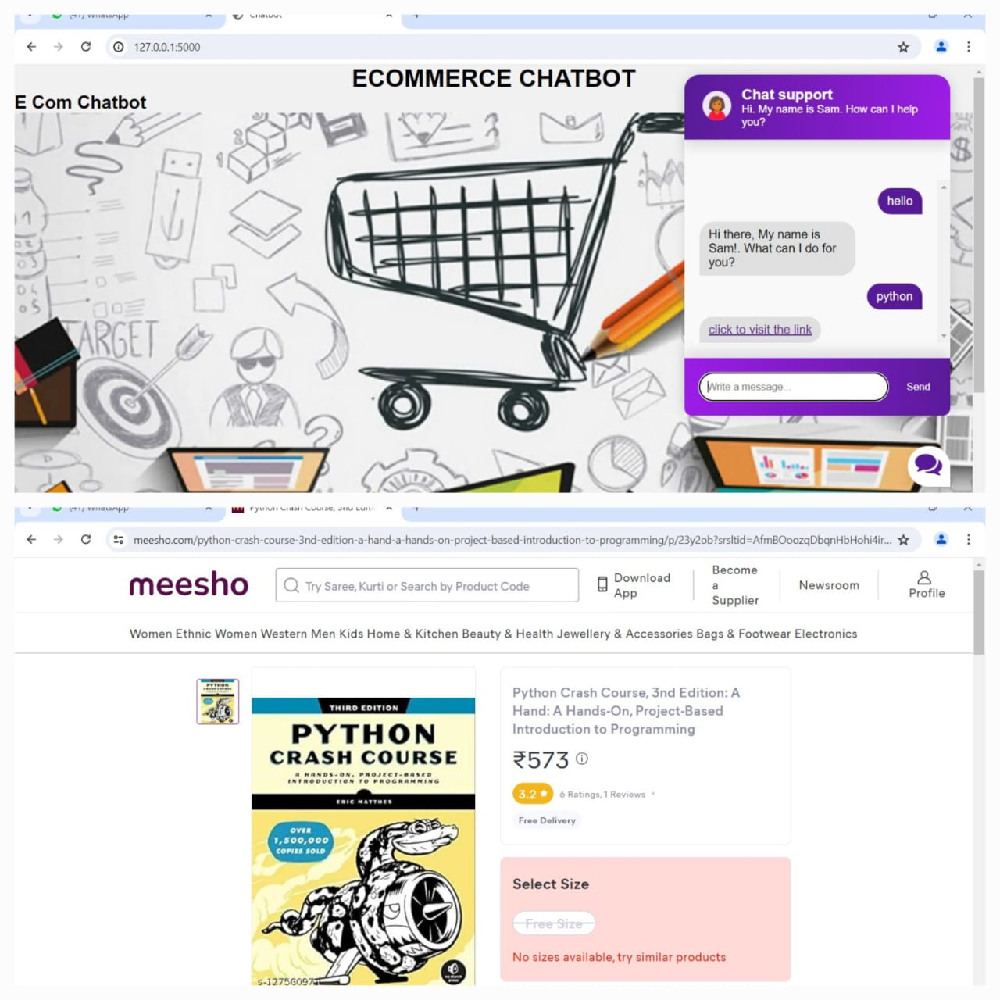 (41) WhatsApp
Chatbot
127.0.0.1:5000
ECOMMERCE CHATBOT
E Com Chatbot
Chat support
Hi. My name is Sam. How can I help
you?
hello
Hi there, My name is
Sam!. What can I do for
you?
python
click to visit the link
Write a message...
Send
TARGET
(41) WhatsApp
Python Crash Course, 3nd Editi
meesho.com/python-crash-course-3nd-edition-a-hand-a-hands-on-project-based-introduction-to-programming/p/23y2ob?srsltid=AfmBOoozqDbqnHbHohi4ir...
meesho
Try Saree, Kurti or Search by Product Code
Download
App
Become
a
Supplier
Newsroom
Profile
Women Ethnic Women Western Men Kids Home & Kitchen Beauty & Health Jewellery & Accessories Bags & Footwear Electronics
THIRD EDITION
PYTHON
CRASH COURSE
A HANDS-ON, PROJECT-BASED
INTRODUCTION TO PROGRAMMING
ERIC MATTHES
OVER
1,500,000
COPIES SOLD
no starch
press
Python Crash Course, 3nd Edition: A
Hand: A Hands-On, Project-Based
Introduction to Programming
₹573
3.2 ★ 6 Ratings, 1 Reviews
Free Delivery
Select Size
Free Size
No sizes available, try similar products